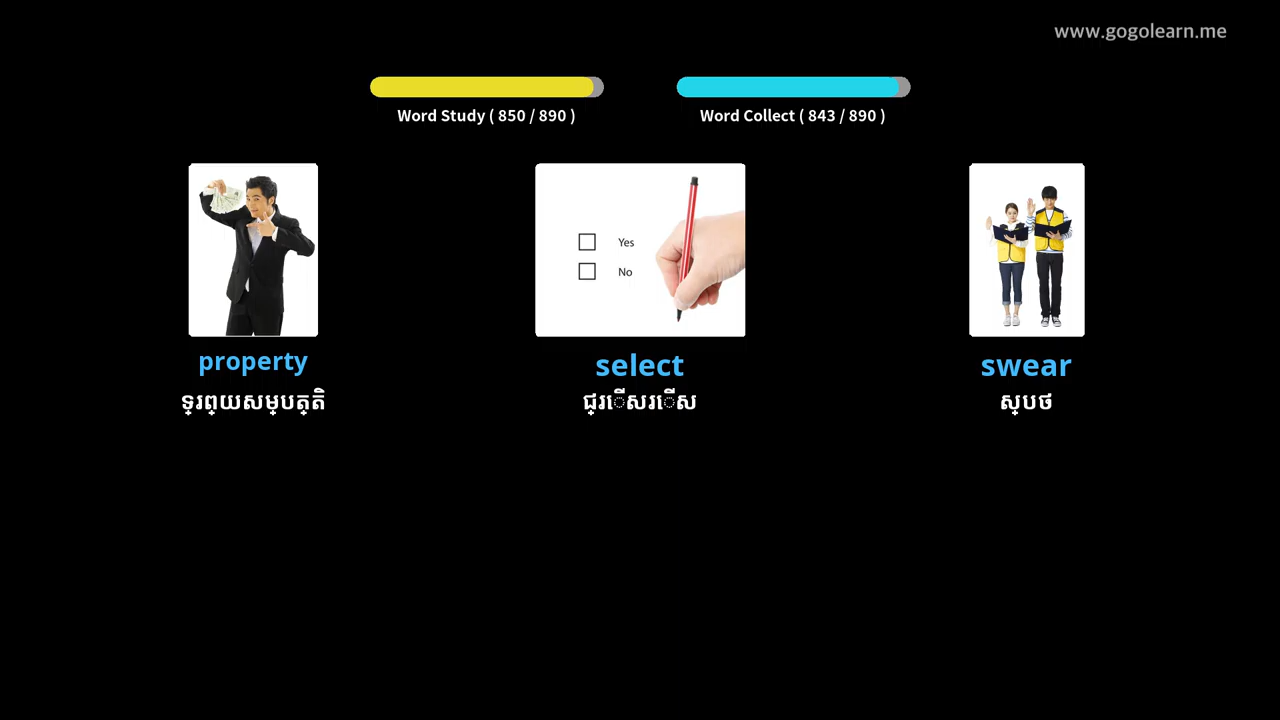 www.gogolearn.me
Word Study ( 850 / 890 )
Word Collect ( 843 / 890 )
Yes
No
property
select
swear
ទ្រព្យសម្បត្តិ
ជ្រើសរើស
ស្បថ